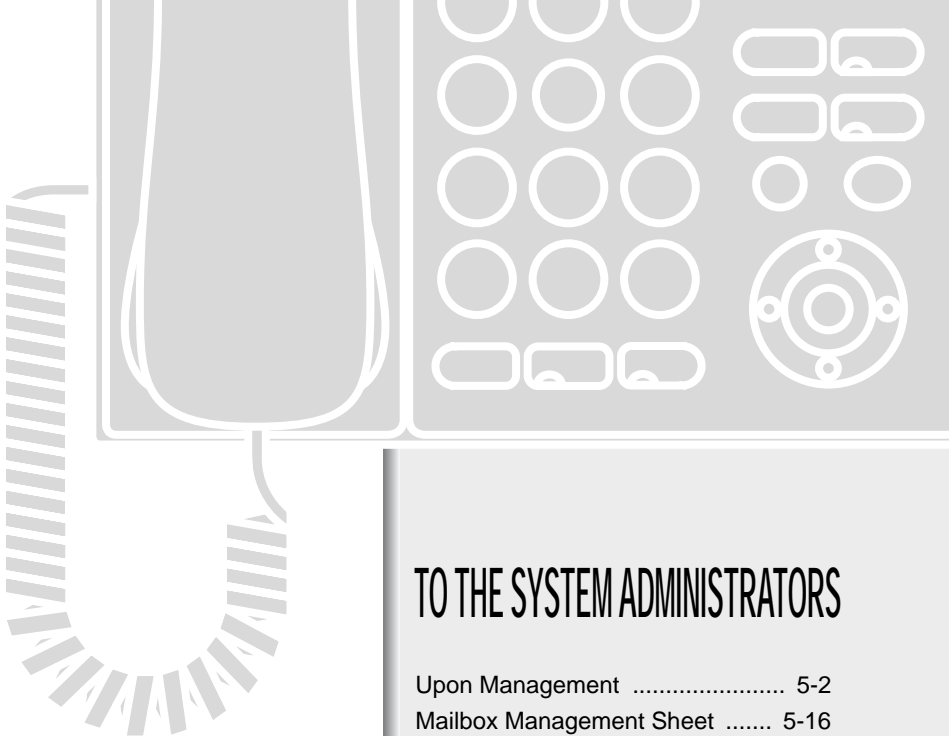 TO THE SYSTEM ADMINISTRATORS
Upon Management ....................... 5-2
Mailbox Management Sheet ....... 5-16